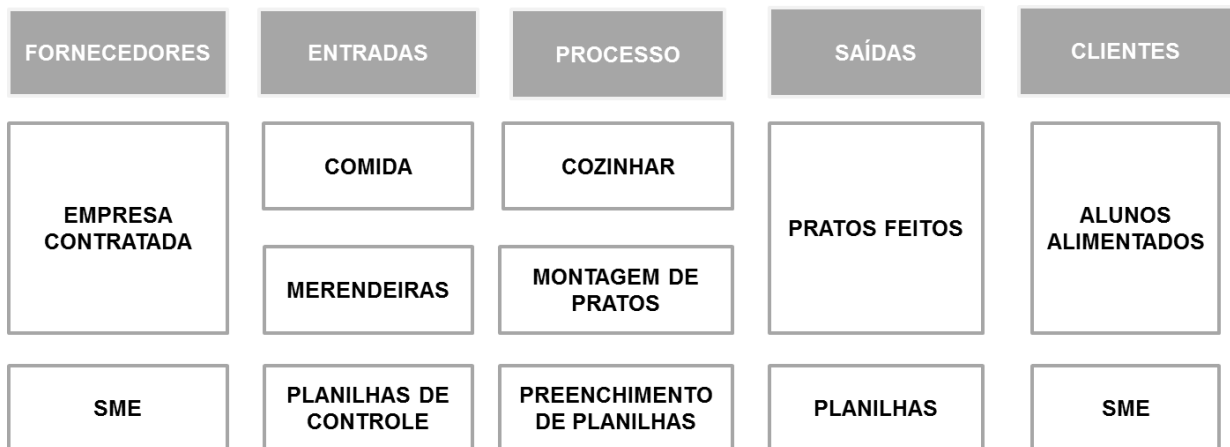 FORNECEDORES
ENTRADAS
PROCESSO
SAÍDAS
CLIENTES
EMPRESA
CONTRATADA
COMIDA
COZINHAR
PRATOS FEITOS
ALUNOS
ALIMENTADOS
MERENDEIRAS
MONTAGEM DE
PRATOS
SME
PLANILHAS DE
CONTROLE
PREENCHIMENTO
DE PLANILHAS
PLANILHAS
SME